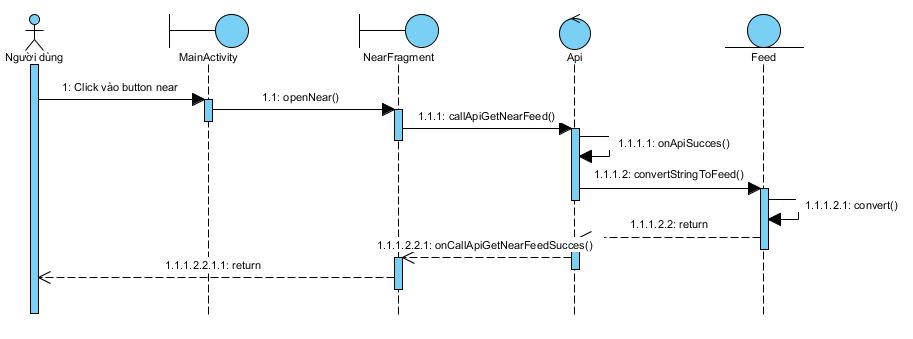 Người dùng
MainActivity
NearFragment
Api
Feed
1: Click vào button near
1.1: openNear()
1.1.1: callApiGetNearFeed()
1.1.1.1: onApiSucces()
1.1.1.2: convertStringToFeed()
1.1.1.2.1: convert()
1.1.1.2.2: return
1.1.1.2.2.1: onCallApiGetNearFeedSucces()
1.1.1.2.2.1.1: return